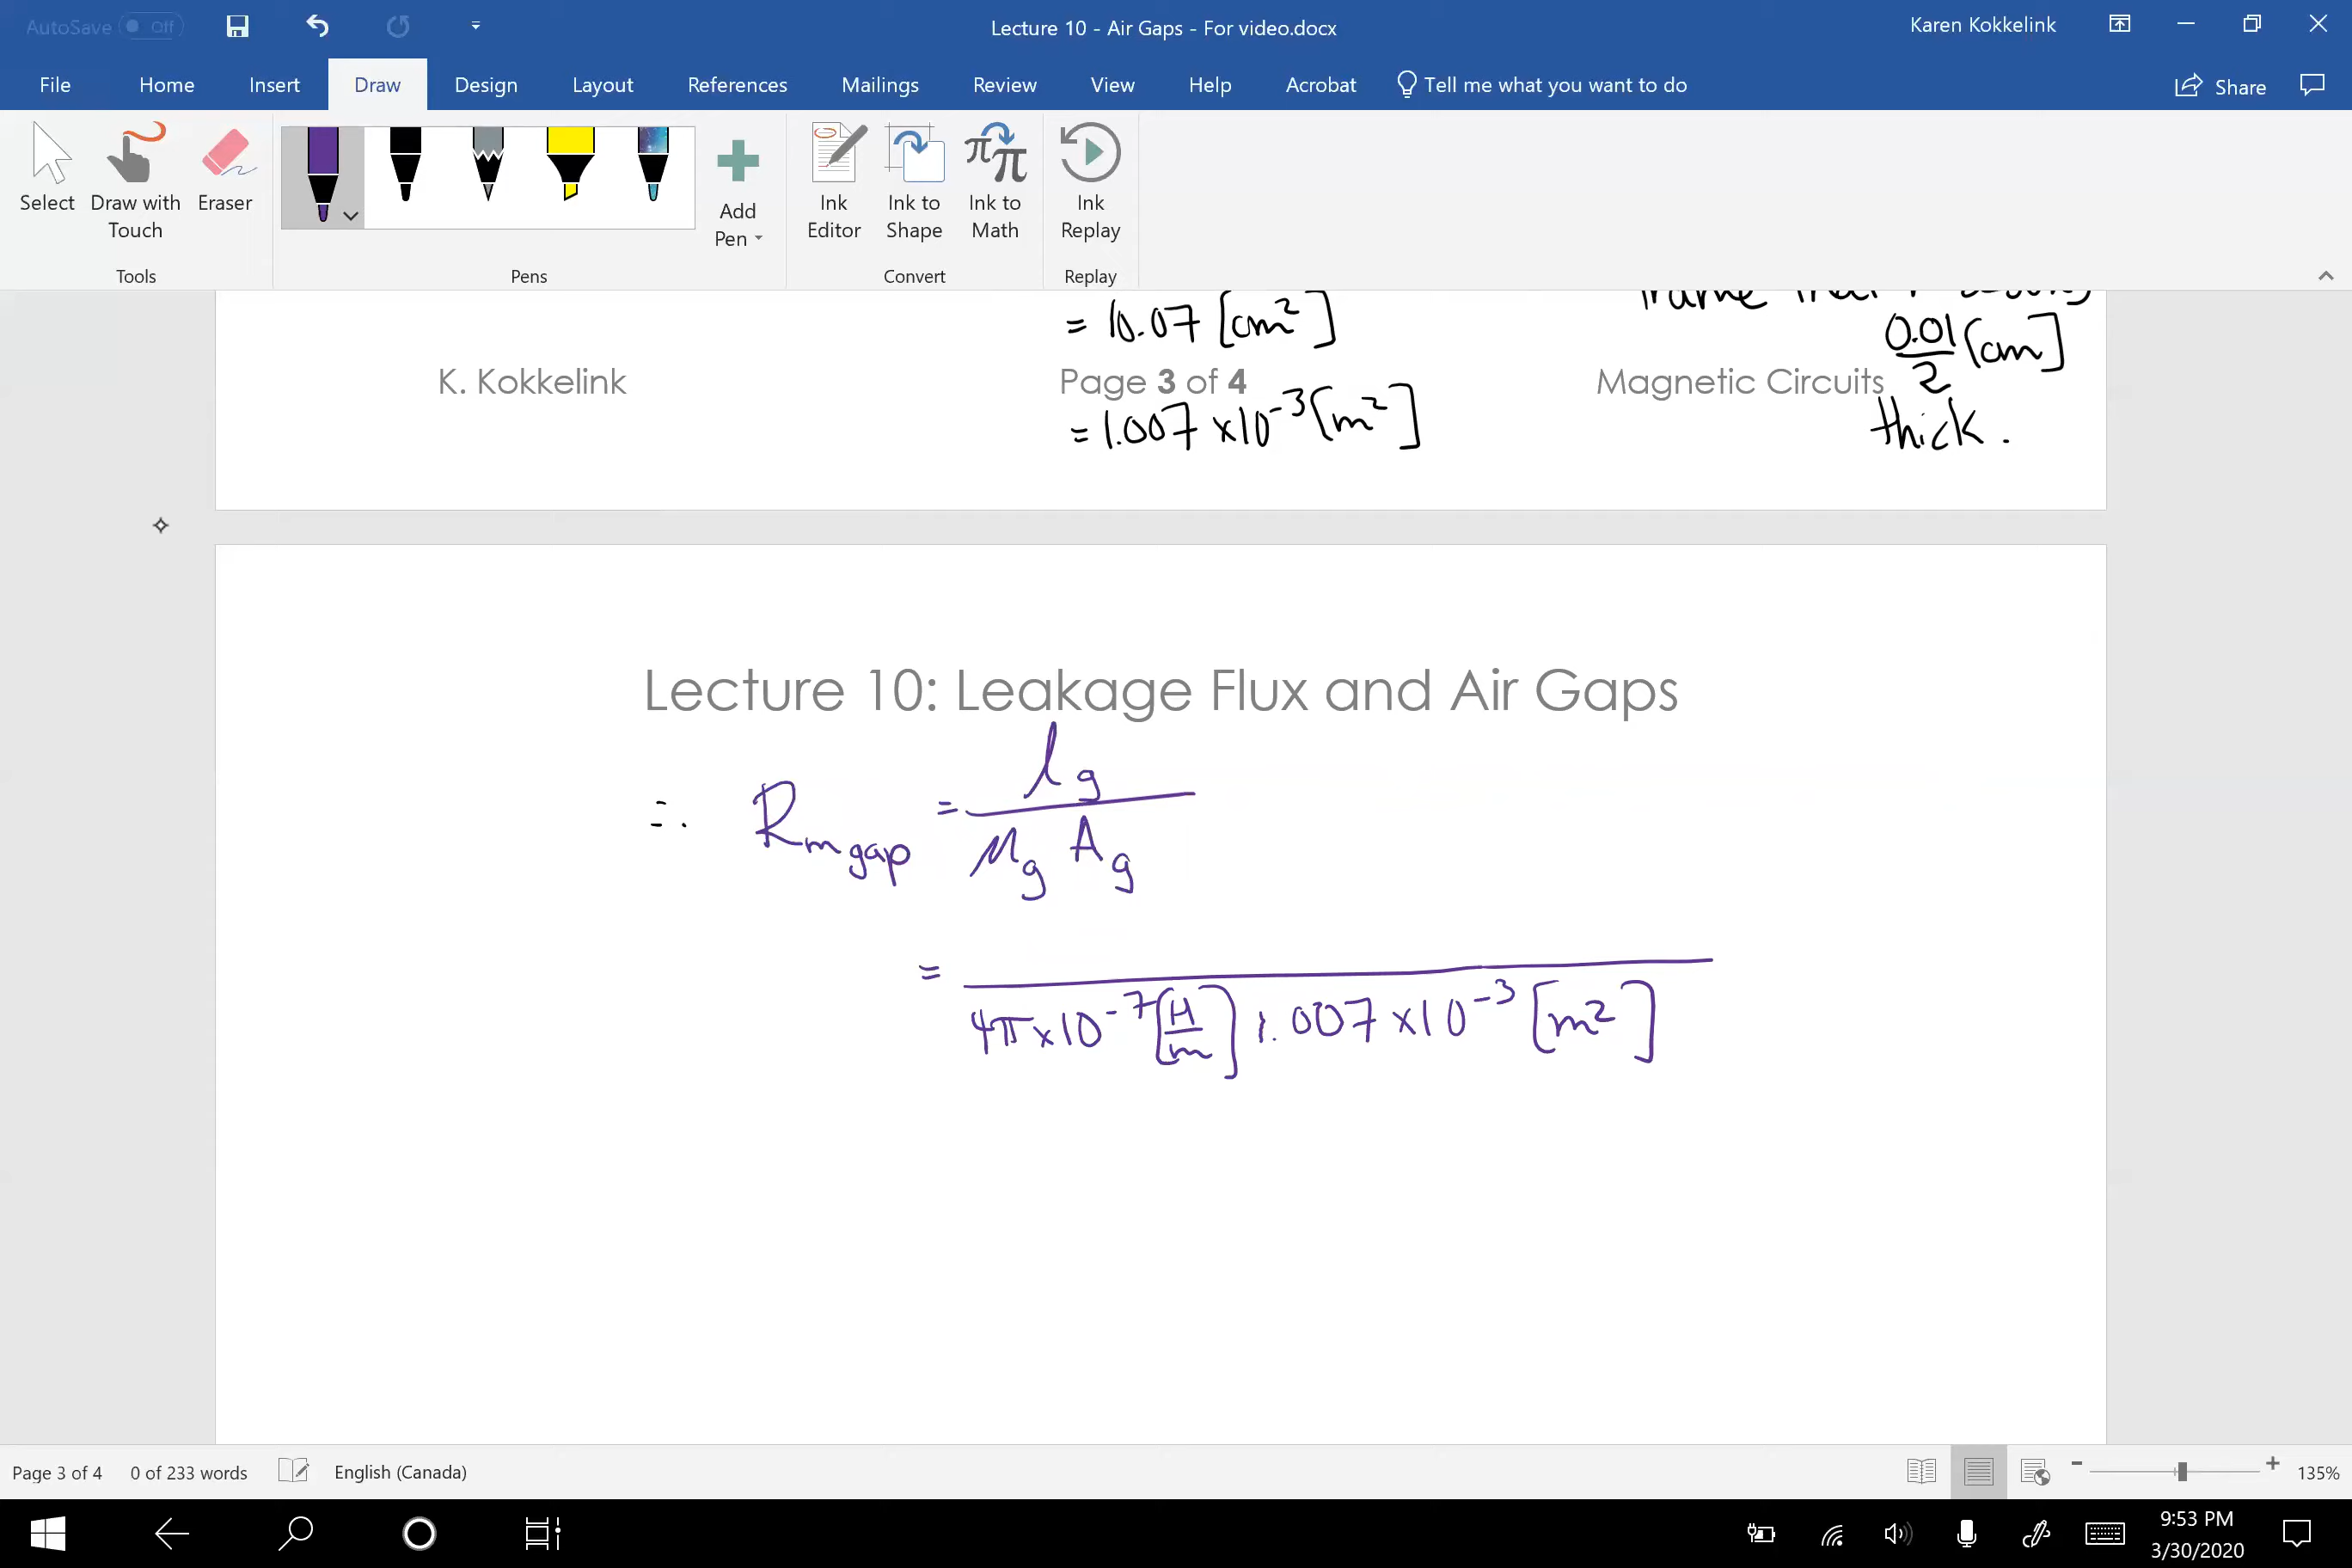 AutoSave Off
Lecture 10 - Air Gaps - For video.docx
Karen Kokkelink
File Home Insert Draw Design Layout References Mailings Review View Help Acrobat Tell me what you want to do Share
Select
Draw with Touch
Eraser
Add Pen
Ink Editor
Ink to Shape
Ink to Math
Ink Replay
Tools Pens Convert Replay
= 10.07 [cm²]
0.01/2 [cm]
K. Kokkelink Page 3 of 4 Magnetic Circuits
= 1.007 ×10⁻³ [m²]
thick.
Lecture 10: Leakage Flux and Air Gaps
∴ Rm gap = lg / μg Ag
= / 4π×10⁻⁷ [H/m] 1.007 ×10⁻³ [m²]
Page 3 of 4 0 of 233 words English (Canada) - + 135%
9:53 PM
3/30/2020